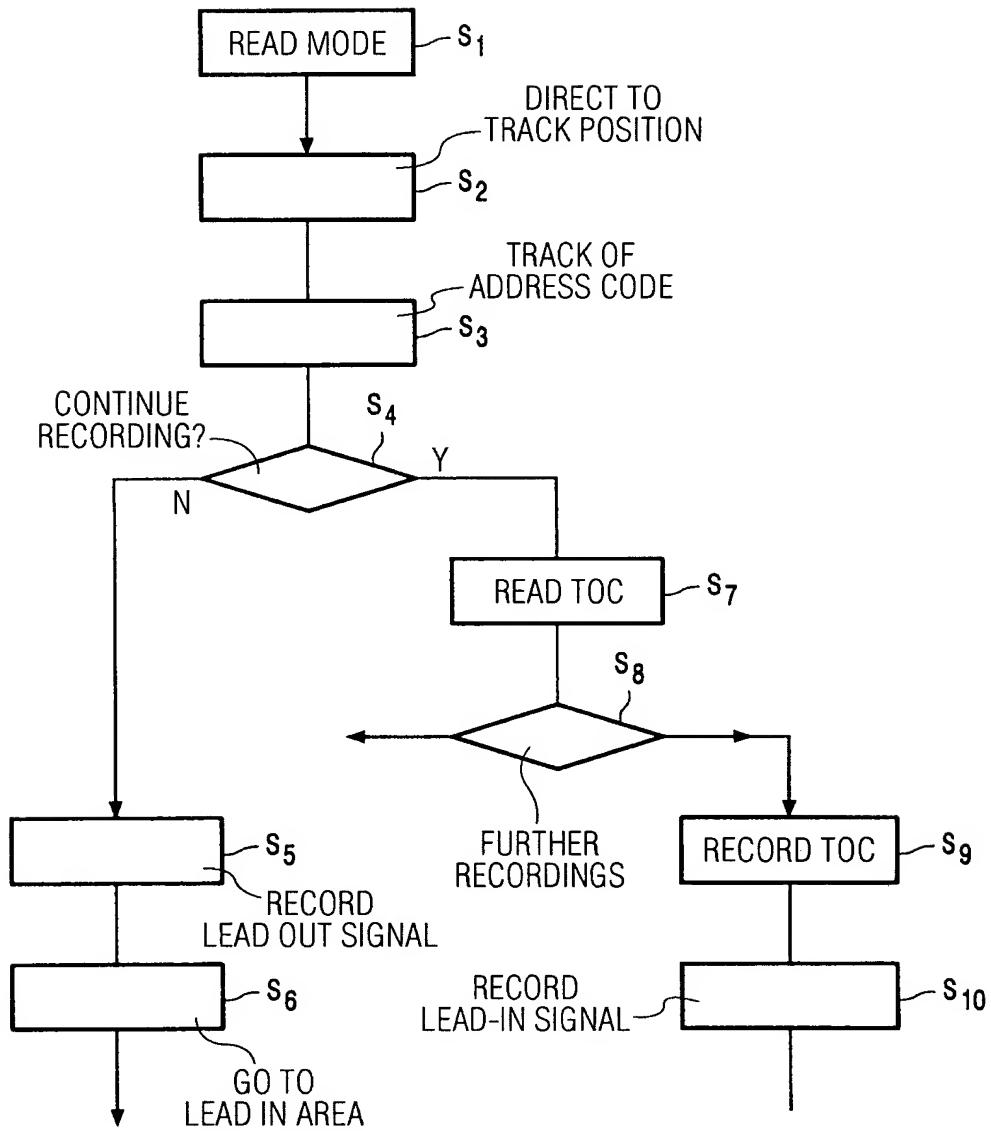 READ MODE
S1
DIRECT TO
TRACK POSITION
S2
TRACK OF
ADDRESS CODE
S3
CONTINUE
RECORDING?
S4
Y
N
READ TOC
S7
S8
FURTHER
RECORDINGS
S5
RECORD
LEAD OUT SIGNAL
RECORD TOC
S9
S6
GO TO
LEAD IN AREA
RECORD
LEAD-IN SIGNAL
S10